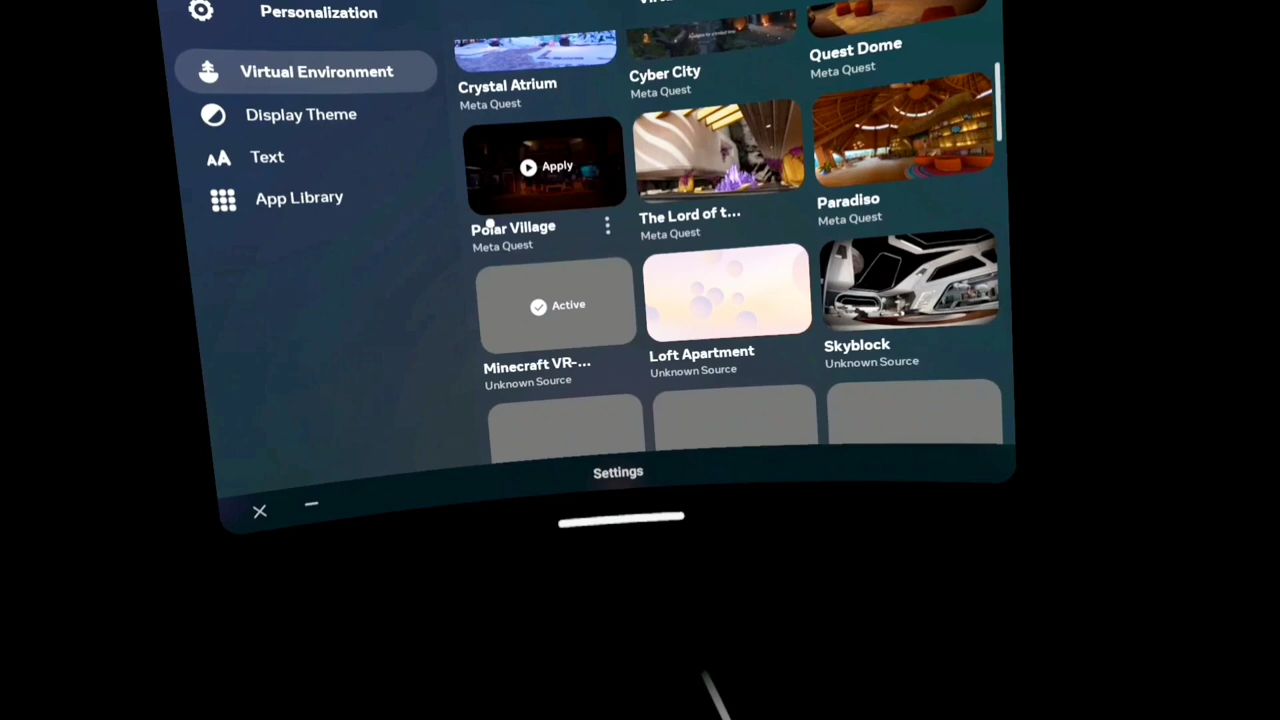 Personalization
Virtual Environment
Display Theme
AA Text
App Library
Crystal Atrium
Meta Quest
Cyber City
Meta Quest
Quest Dome
Meta Quest
Apply
Polar Village
Meta Quest
The Lord of t...
Meta Quest
Paradiso
Meta Quest
Active
Minecraft VR-...
Unknown Source
Loft Apartment
Unknown Source
Skyblock
Unknown Source
Settings